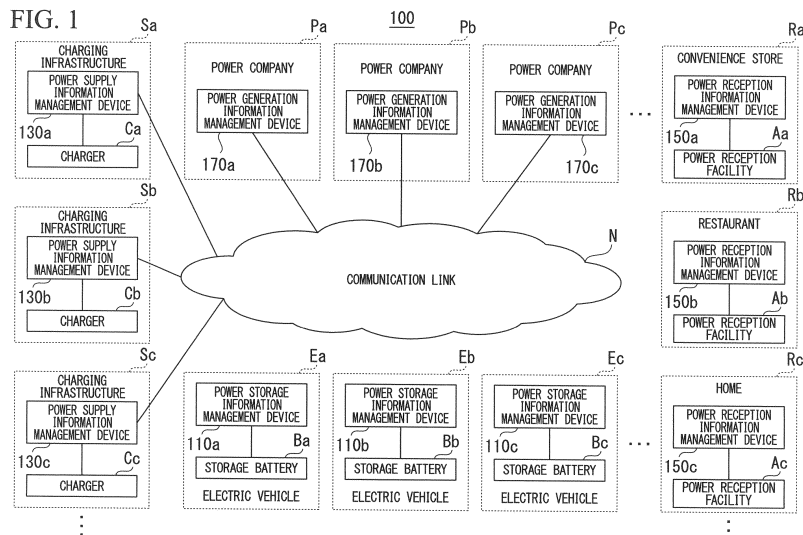 FIG. 1
100
Sa
CHARGING
INFRASTRUCTURE
POWER SUPPLY
INFORMATION
MANAGEMENT DEVICE
130a
Ca
CHARGER
Pa
POWER COMPANY
POWER GENERATION
INFORMATION
MANAGEMENT DEVICE
170a
Pb
POWER COMPANY
POWER GENERATION
INFORMATION
MANAGEMENT DEVICE
170b
Pc
POWER COMPANY
POWER GENERATION
INFORMATION
MANAGEMENT DEVICE
170c
...
Ra
CONVENIENCE STORE
POWER RECEPTION
INFORMATION
MANAGEMENT DEVICE
150a
Aa
POWER RECEPTION
FACILITY
Sb
CHARGING
INFRASTRUCTURE
POWER SUPPLY
INFORMATION
MANAGEMENT DEVICE
130b
Cb
CHARGER
N
COMMUNICATION LINK
Rb
RESTAURANT
POWER RECEPTION
INFORMATION
MANAGEMENT DEVICE
150b
Ab
POWER RECEPTION
FACILITY
Sc
CHARGING
INFRASTRUCTURE
POWER SUPPLY
INFORMATION
MANAGEMENT DEVICE
130c
Cc
CHARGER
Ea
POWER STORAGE
INFORMATION
MANAGEMENT DEVICE
110a
Ba
STORAGE BATTERY
ELECTRIC VEHICLE
Eb
POWER STORAGE
INFORMATION
MANAGEMENT DEVICE
110b
Bb
STORAGE BATTERY
ELECTRIC VEHICLE
Ec
POWER STORAGE
INFORMATION
MANAGEMENT DEVICE
110c
Bc
STORAGE BATTERY
ELECTRIC VEHICLE
...
Rc
HOME
POWER RECEPTION
INFORMATION
MANAGEMENT DEVICE
150c
Ac
POWER RECEPTION
FACILITY